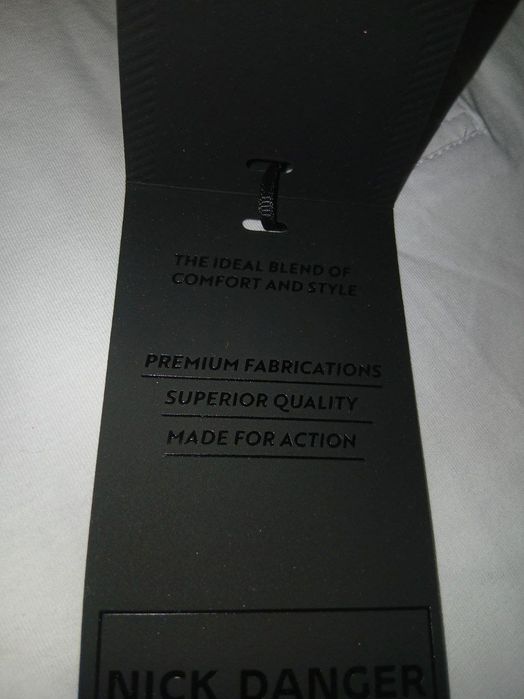 THE IDEAL BLEND OF
COMFORT AND STYLE
PREMIUM FABRICATIONS
SUPERIOR QUALITY
MADE FOR ACTION
NICK DANGER